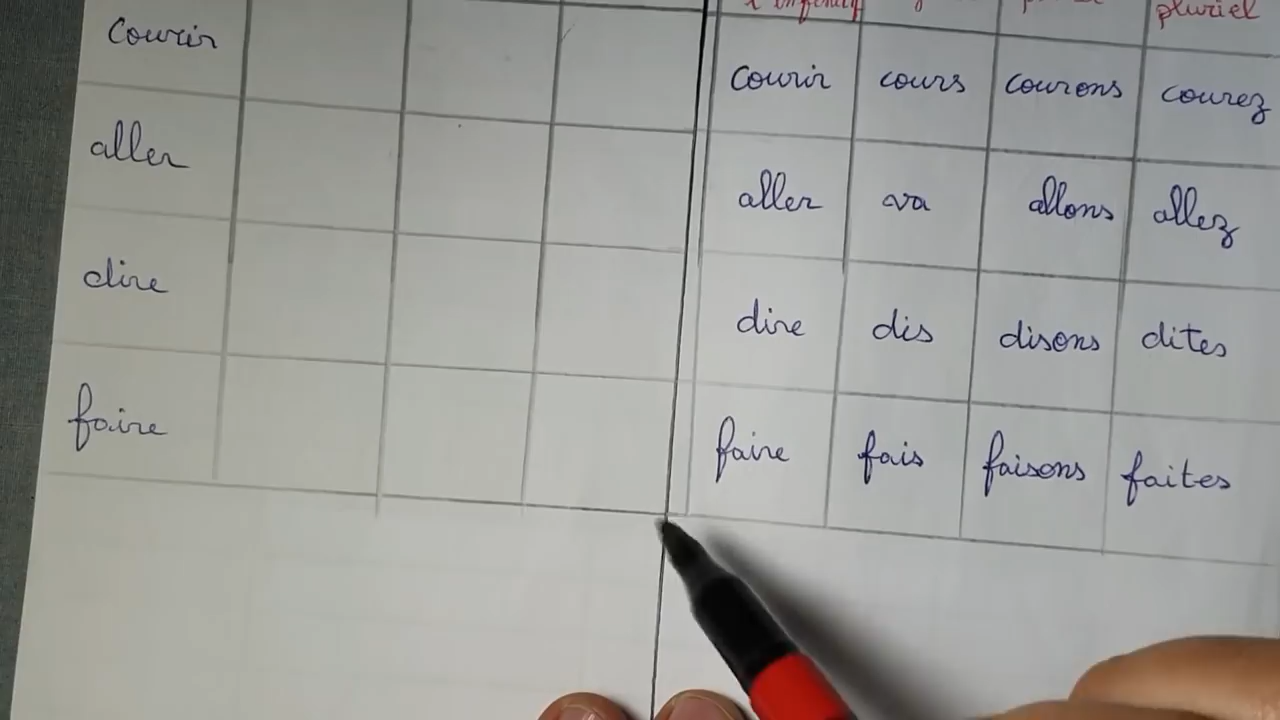 pluriel
courir
courir cours courons courez
aller
aller va allons allez
dire
dire dis disons dites
faire
faire fais faisons faites